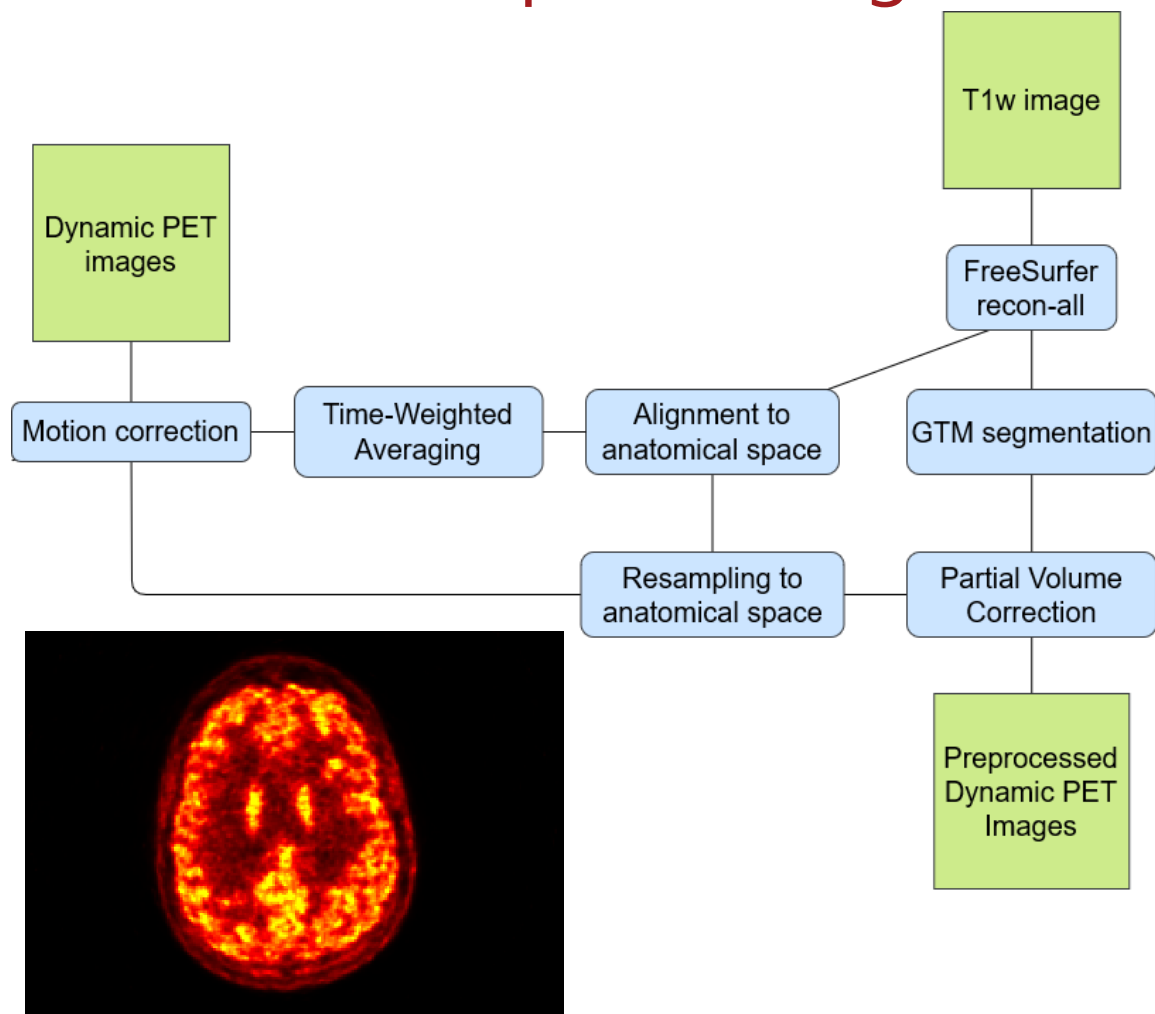 T1w image
Dynamic PET
images
FreeSurfer
recon-all
Motion correction
Time-Weighted
Averaging
Alignment to
anatomical space
GTM segmentation
Resampling to
anatomical space
Partial Volume
Correction
Preprocessed
Dynamic PET
Images